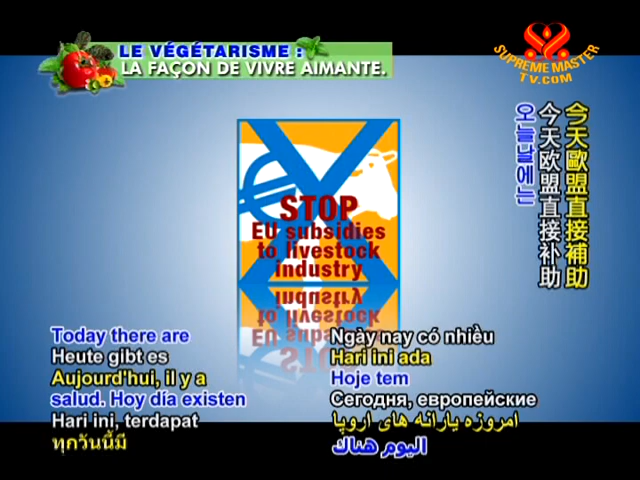 LE VÉGÉTARISME :
LA FAÇON DE VIVRE AIMANTE.
SUPREME MASTER
TV.COM
STOP
EU subsidies
to livestock
industry
今天歐盟直接補助
今天欧盟直接补助
오늘날에는
Today there are
Heute gibt es
Aujourd'hui, il y a
salud. Hoy día existen
Hari ini, terdapat
ทุกวันนี้มี
Ngày nay có nhiều
Hari ini ada
Hoje tem
Сегодня, европейские
امروزه یارانه های اروپا
اليوم هناك